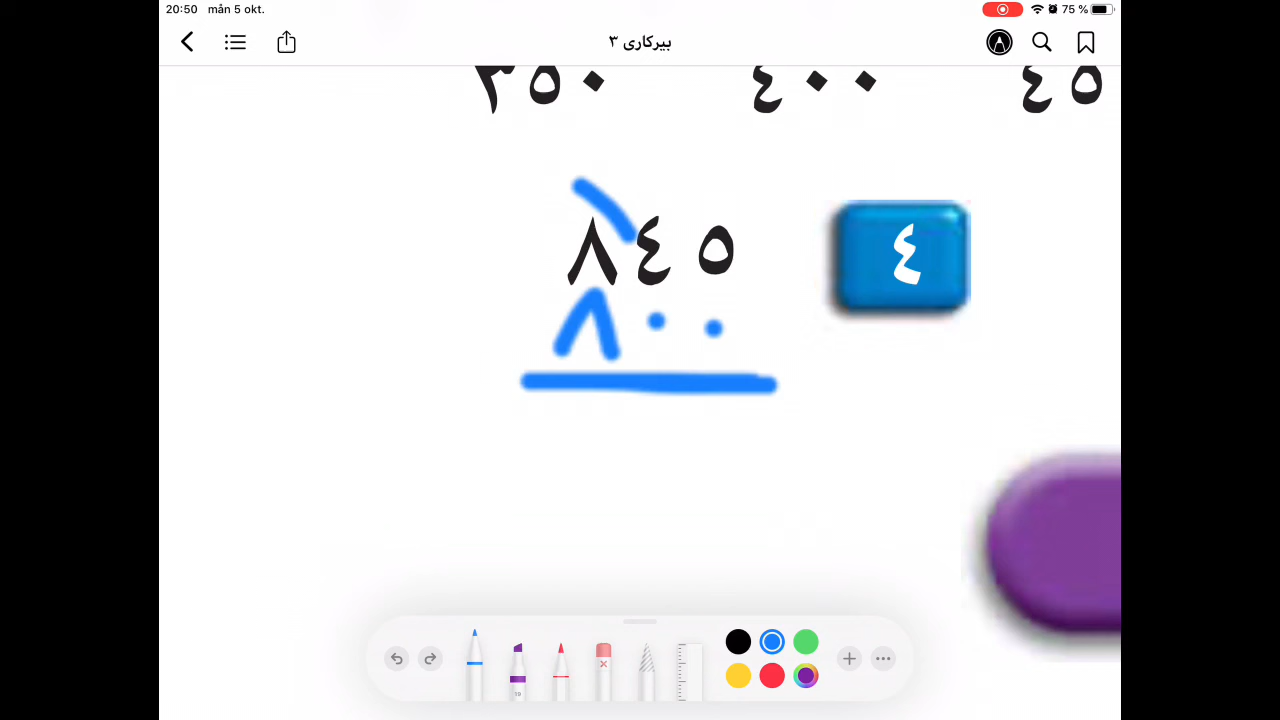 20:50 mån 5 okt. 75 %
بیرکاری ٣
٣٥٠ ٤٠٠ ٤٥
٨٤٥ ٤
٨٠٠